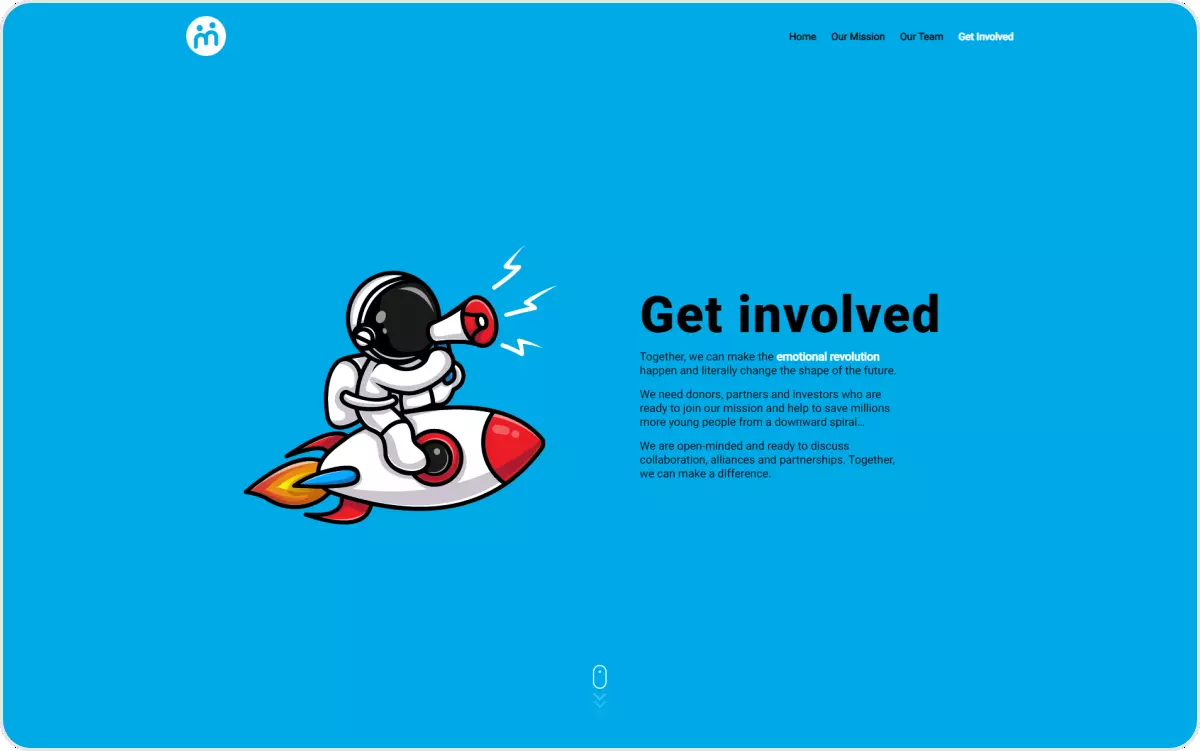 Home
Our Mission
Our Team
Get Involved
Get involved
Together, we can make the emotional revolution
happen and literally change the shape of the future.
We need donors, partners and investors who are
ready to join our mission and help to save millions
more young people from a downward spiral...
We are open-minded and ready to discuss
collaboration, alliances and partnerships. Together,
we can make a difference.